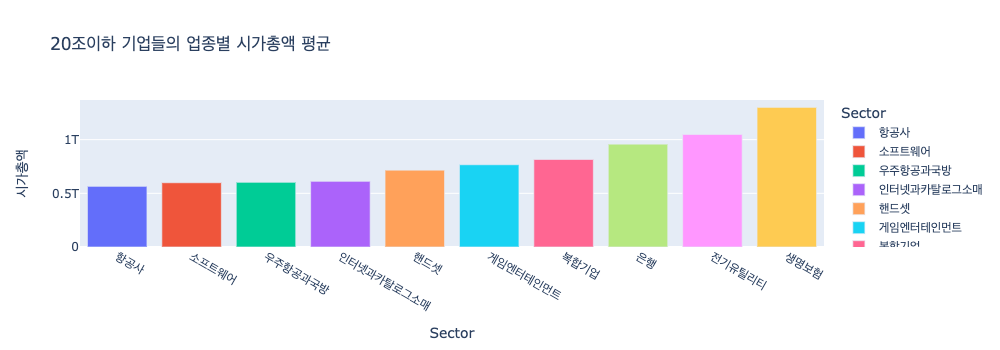 20조이하 기업들의 업종별 시가총액 평균
시가총액
1T
0.5T
0
항공사
소프트웨어
우주항공과국방
인터넷과카탈로그소매
핸드셋
게임엔터테인먼트
복합기업
은행
전기유틸리티
생명보험
Sector
Sector
항공사
소프트웨어
우주항공과국방
인터넷과카탈로그소매
핸드셋
게임엔터테인먼트
복합기업